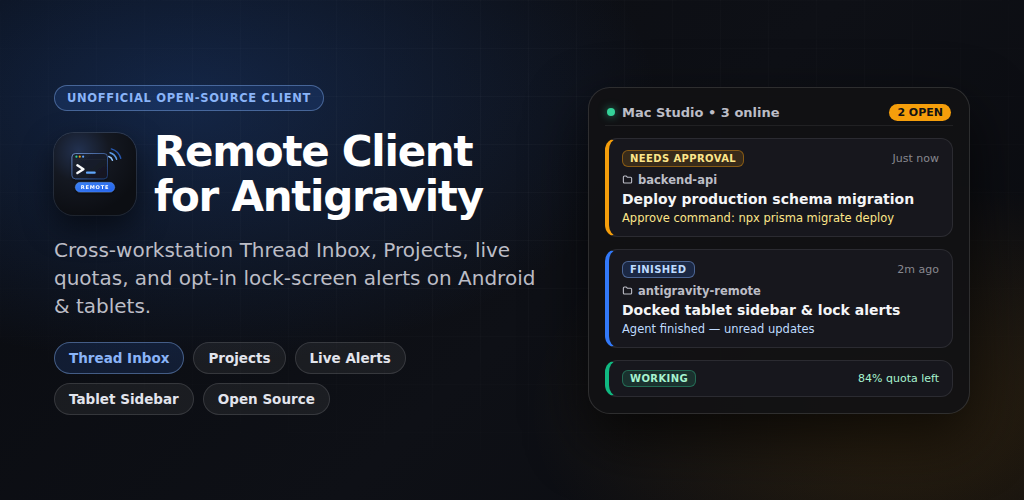 UNOFFICIAL OPEN-SOURCE CLIENT
REMOTE
Remote Client
for Antigravity
Cross-workstation Thread Inbox, Projects, live
quotas, and opt-in lock-screen alerts on Android
& tablets.
Thread Inbox
Projects
Live Alerts
Tablet Sidebar
Open Source
Mac Studio • 3 online
2 OPEN
NEEDS APPROVAL
Just now
backend-api
Deploy production schema migration
Approve command: npx prisma migrate deploy
FINISHED
2m ago
antigravity-remote
Docked tablet sidebar & lock alerts
Agent finished — unread updates
WORKING
84% quota left